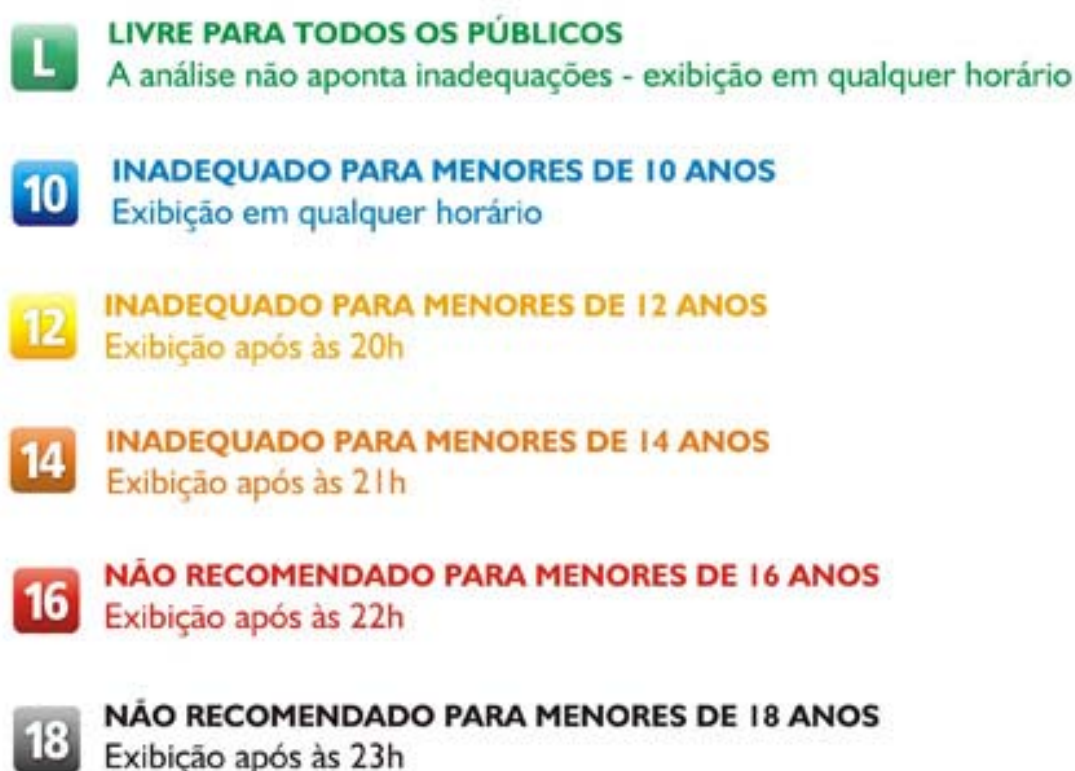 L
LIVRE PARA TODOS OS PÚBLICOS
A análise não aponta inadequações - exibição em qualquer horário
10
INADEQUADO PARA MENORES DE 10 ANOS
Exibição em qualquer horário
12
INADEQUADO PARA MENORES DE 12 ANOS
Exibição após às 20h
14
INADEQUADO PARA MENORES DE 14 ANOS
Exibição após às 21h
16
NÃO RECOMENDADO PARA MENORES DE 16 ANOS
Exibição após às 22h
18
NÃO RECOMENDADO PARA MENORES DE 18 ANOS
Exibição após às 23h